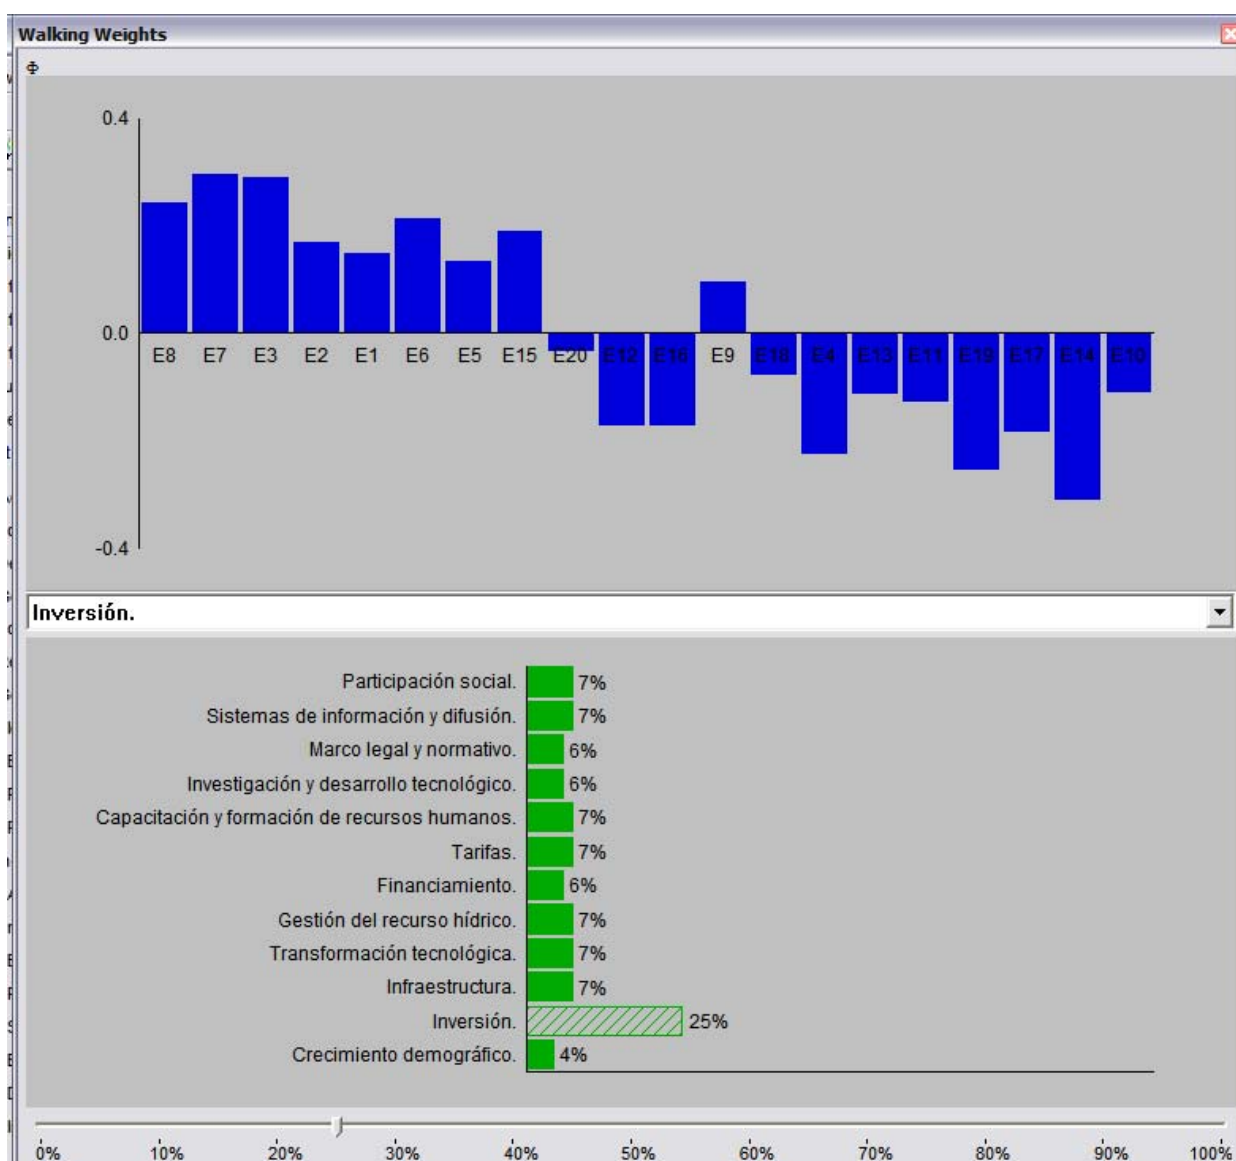 Walking Weights
Φ
0.4
0.0
E8 E7 E3 E2 E1 E6 E5 E15 E20 E12 E16 E9 E18 E4 E13 E11 E19 E17 E14 E10
-0.4
Inversión.
Participación social. 7%
Sistemas de información y difusión. 7%
Marco legal y normativo. 6%
Investigación y desarrollo tecnológico. 6%
Capacitación y formación de recursos humanos. 7%
Tarifas. 7%
Financiamiento. 6%
Gestión del recurso hídrico. 7%
Transformación tecnológica. 7%
Infraestructura. 7%
Inversión. 25%
Crecimiento demográfico. 4%
0% 10% 20% 30% 40% 50% 60% 70% 80% 90% 100%